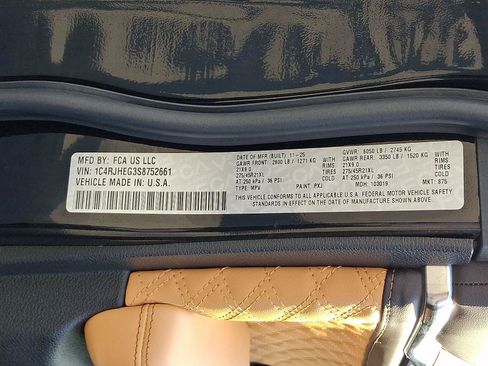 MFD BY: FCA US LLC
VIN: 1C4RJHEG3S8752661
VEHICLE MADE IN U.S.A.
DATE OF MFR (BUILT): 11-25
GAWR FRONT: 2800 LB / 1271 KG
21X9.0 RIMS
275/45R21XL TIRES
AT 250 kPa / 36 PSI COLD
TYPE: MPV PAINT: PXJ
GVWR: 6050 LB / 2745 KG
GAWR REAR: 3350 LB / 1520 KG
21X9.0 RIMS
275/45R21XL TIRES
AT 250 kPa / 36 PSI COLD
MDH: 103019 MKT: 875
THIS VEHICLE CONFORMS TO ALL APPLICABLE U.S.A. FEDERAL MOTOR VEHICLE SAFETY
STANDARDS IN EFFECT ON THE DATE OF MANUFACTURE SHOWN ABOVE.